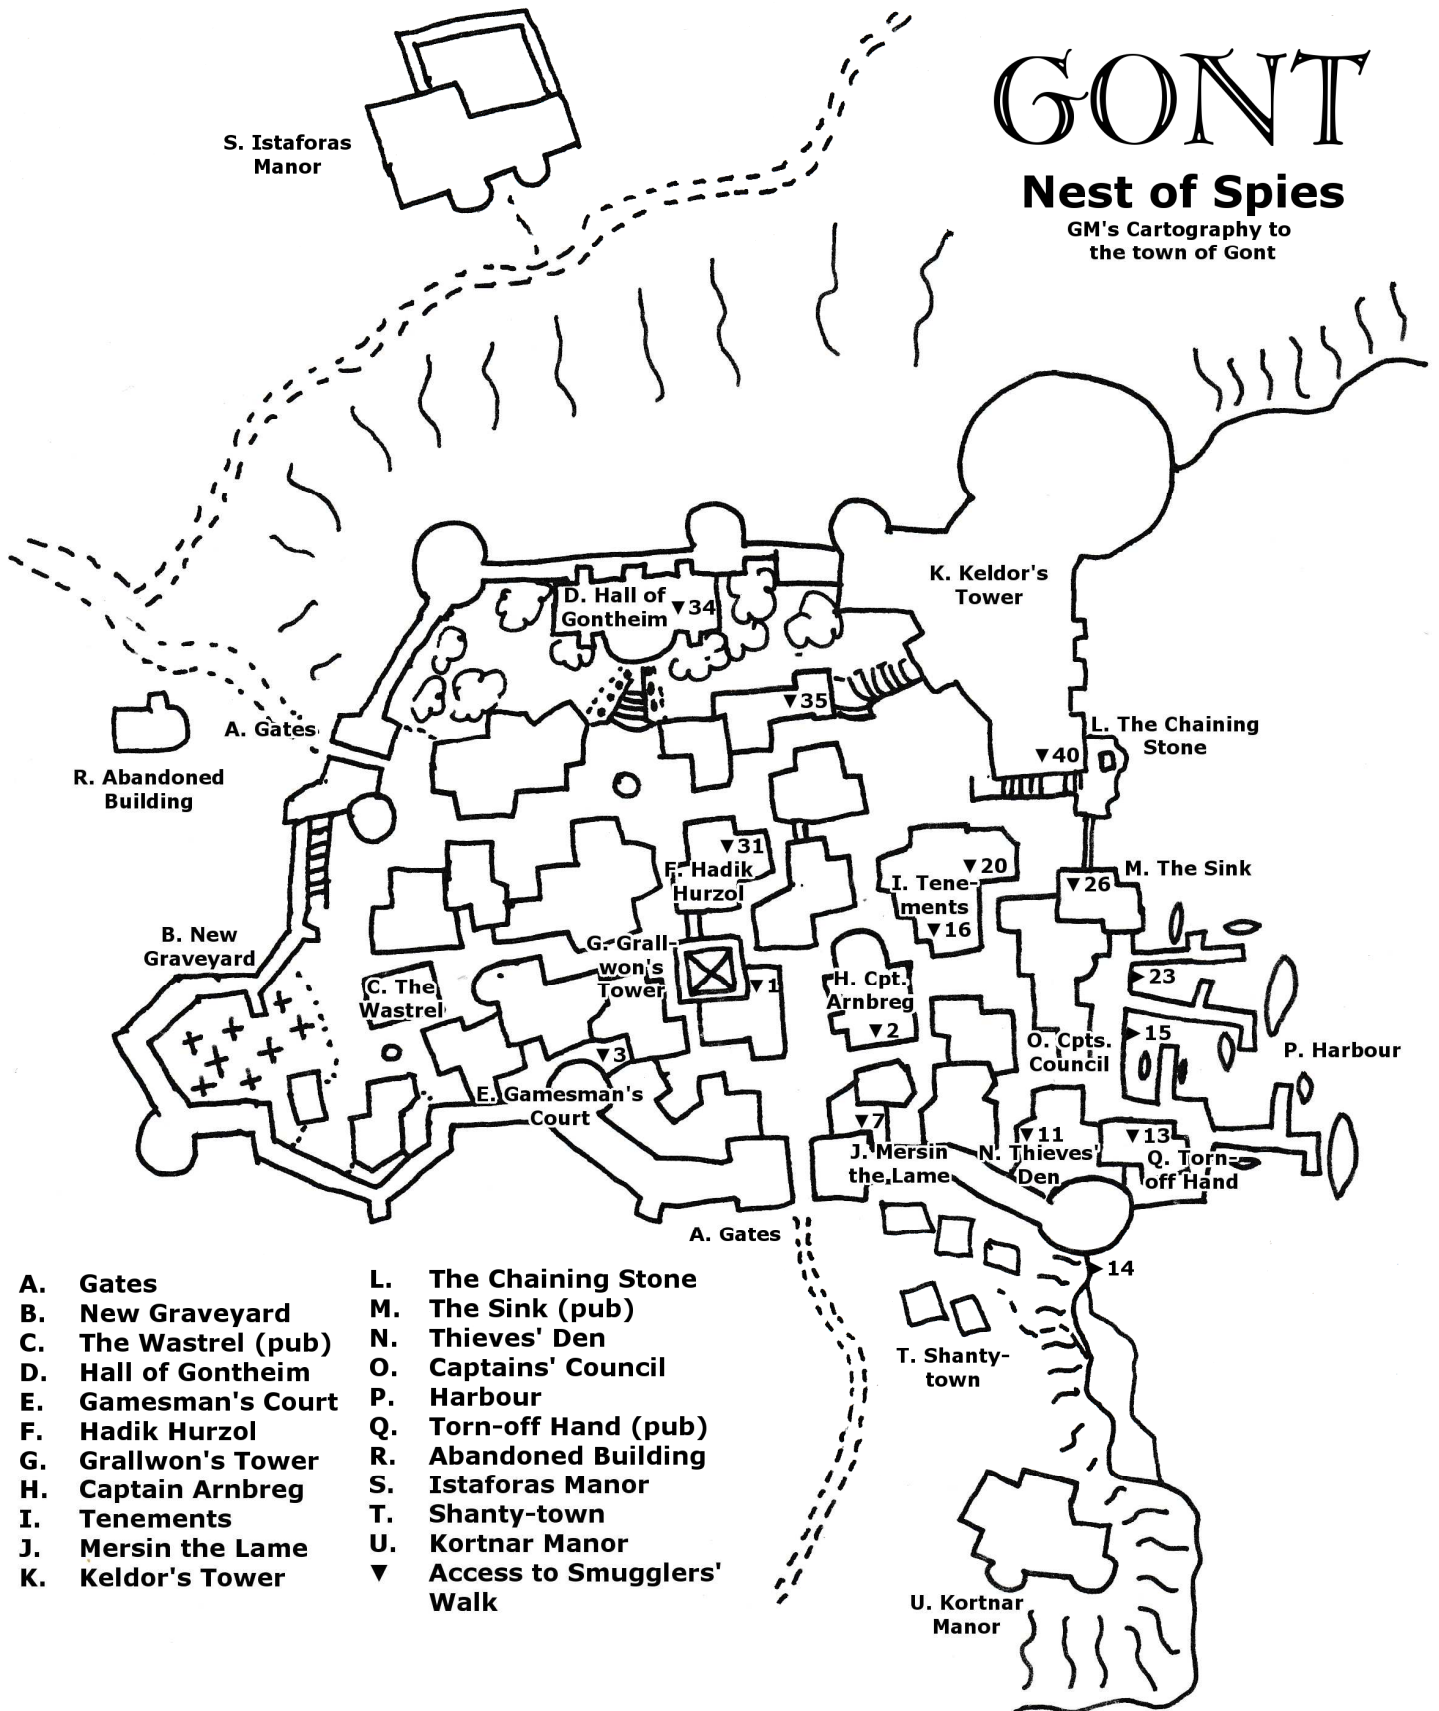 GONT
Nest of Spies
GM's Cartography to
the town of Gont
S. Istaforas
Manor
K. Keldor's
Tower
D. Hall of
Gontheim
▼34
▼35
A. Gates
R. Abandoned
Building
L. The Chaining
Stone
▼40
▼31
F. Hadik
Hurzol
▼20
I. Tene-
ments
▼16
▼26
M. The Sink
B. New
Graveyard
G. Grall-
won's
Tower
▼1
C. The
Wastrel
H. Cpt.
Arnbreg
▼2
►23
►15
O. Cpts.
Council
P. Harbour
▼3
E. Gamesman's
Court
▼7
J. Mersin
the Lame
▼11
N. Thieves'
Den
▼13
Q. Torn-
off Hand
A. Gates
►14
T. Shanty-
town
U. Kortnar
Manor
A. Gates
B. New Graveyard
C. The Wastrel (pub)
D. Hall of Gontheim
E. Gamesman's Court
F. Hadik Hurzol
G. Grallwon's Tower
H. Captain Arnbreg
I. Tenements
J. Mersin the Lame
K. Keldor's Tower
L. The Chaining Stone
M. The Sink (pub)
N. Thieves' Den
O. Captains' Council
P. Harbour
Q. Torn-off Hand (pub)
R. Abandoned Building
S. Istaforas Manor
T. Shanty-town
U. Kortnar Manor
▼ Access to Smugglers'
Walk